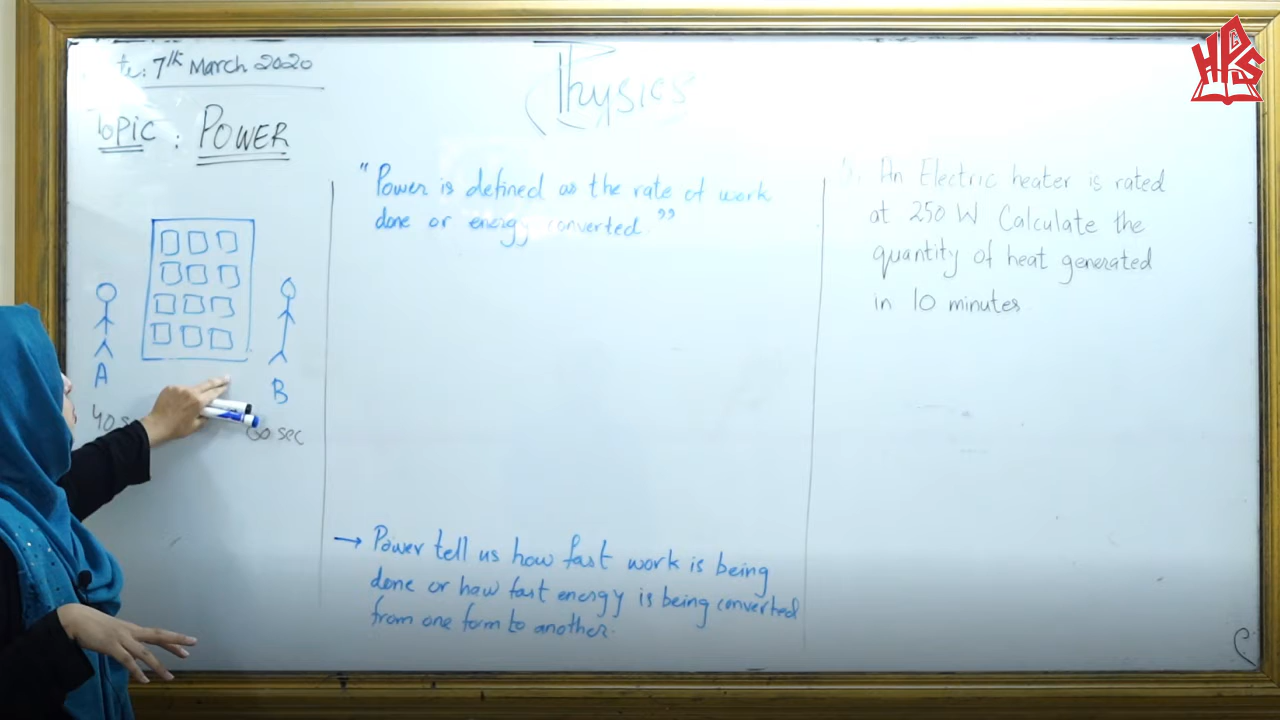 7th March 2020
Physics
Topic : POWER
A
B
40 se
60 sec
"Power is defined as the rate of work
done or energy converted."
→ Power tell us how fast work is being
done or haw fast energy is being converted
from one form to another.
An Electric heater is rated
at 250 W Calculate the
quantity of heat generated
in 10 minutes
HPS